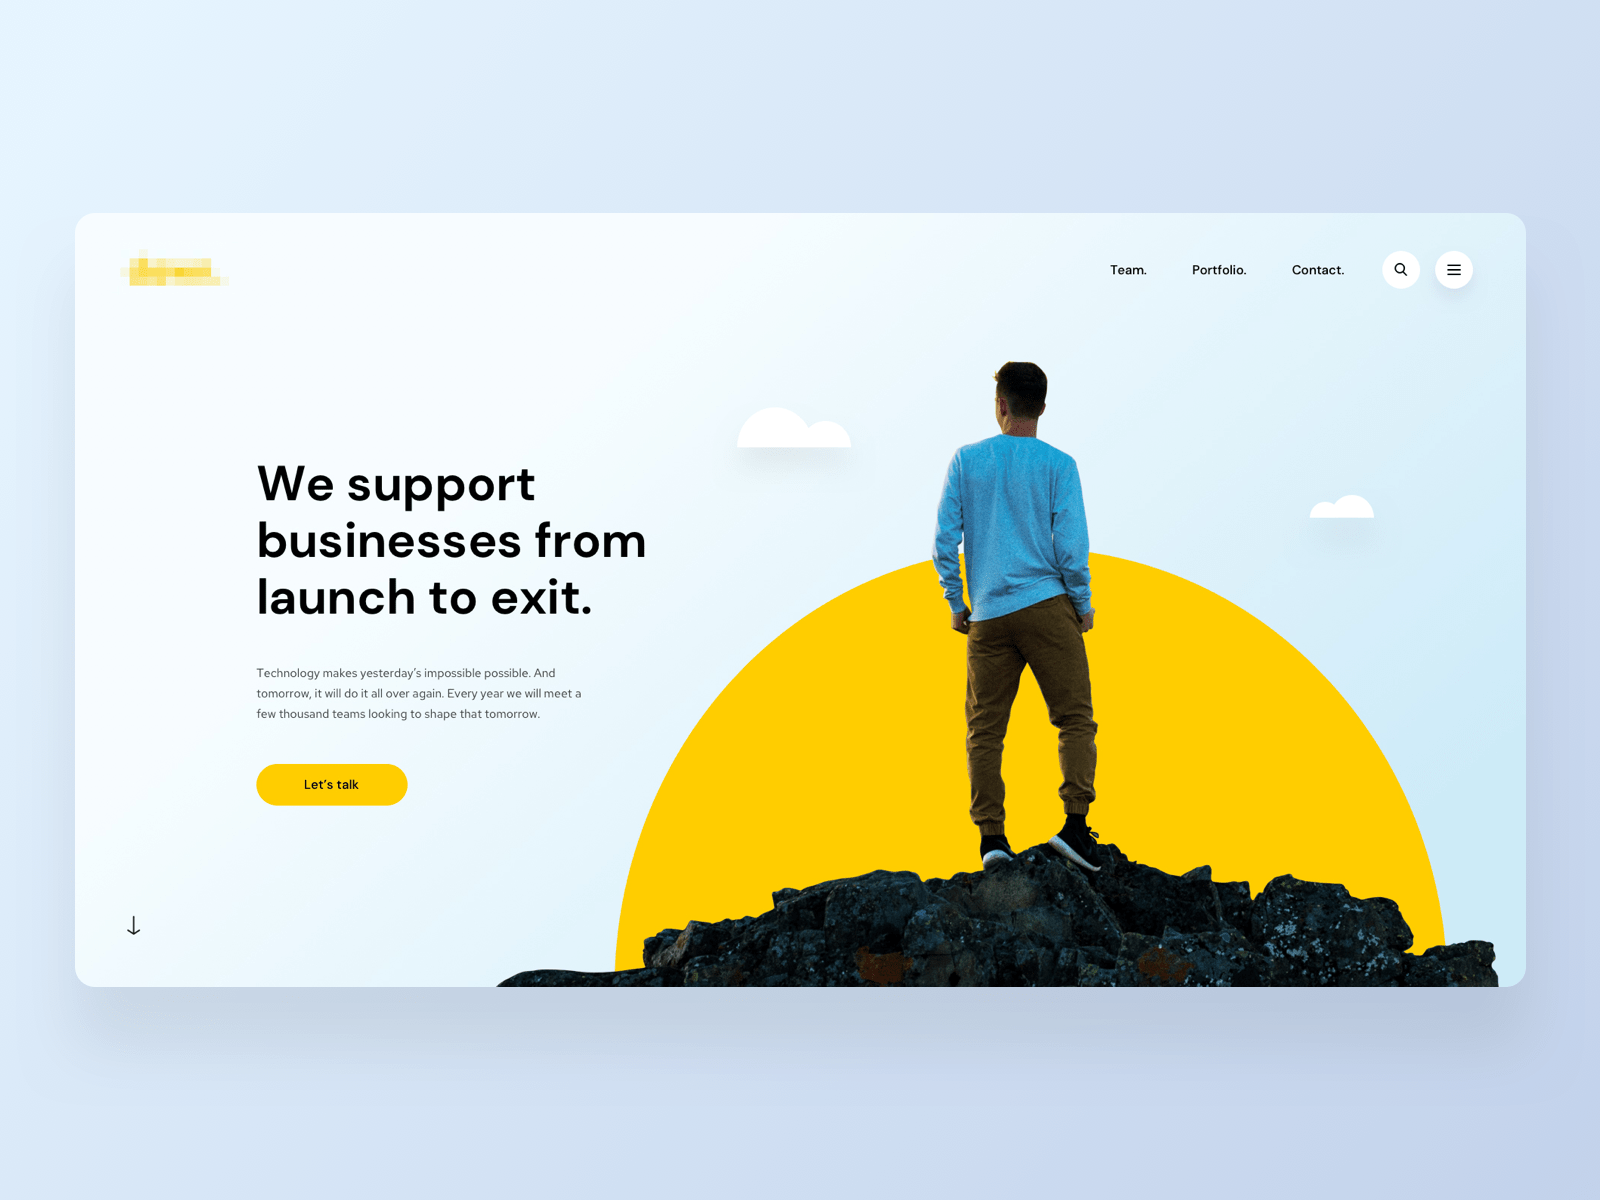 Team.
Portfolio.
Contact.
We support
businesses from
launch to exit.
Technology makes yesterday’s impossible possible. And
tomorrow, it will do it all over again. Every year we will meet a
few thousand teams looking to shape that tomorrow.
Let’s talk